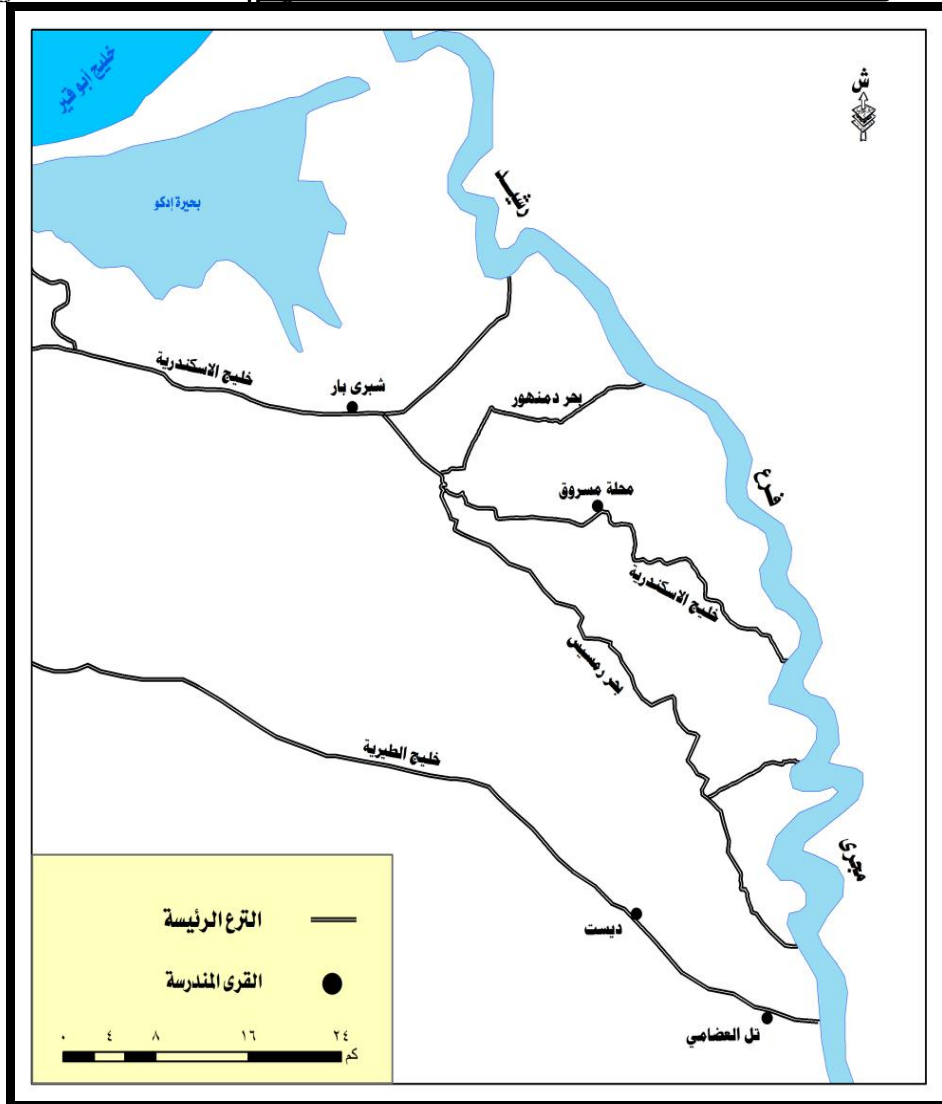 خليج أبو قير
ش
رشيد
بحيرة إدكو
خليج الاسكندرية
شبرى بار
بحر دمنهور
فرع
محلة مسروق
خليج الاسكندرية
بحر رمسيس
خليج الطيرية
مجرى
ديست
تل العضامي
الترع الرئيسة
القرى المندرسة
٠ ٤ ٨ ١٦ ٢٤
كم